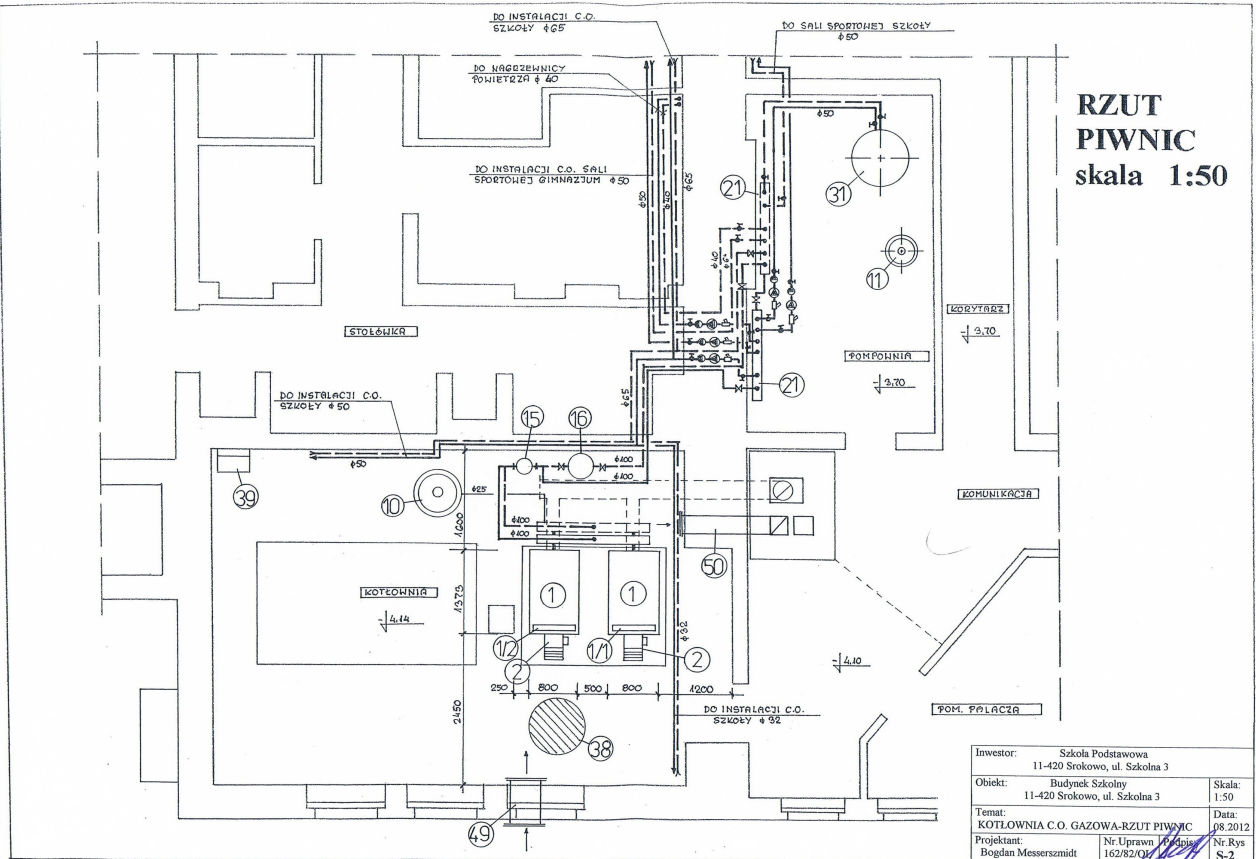 DO INSTALACJI C.O.
SZKOŁY ϕ65
DO SALI SPORTOWEJ SZKOŁY
ϕ50
DO NAGRZEWNICY
POWIETRZA ϕ 40
RZUT
PIWNIC
skala 1:50
ϕ50
DO INSTALACJI C.O. SALI
SPORTOWEJ GIMNAZJUM ϕ50
ϕ50
ϕ40
ϕ65
21
31
11
ϕ40
STOŁÓWKA
KORYTARZ
-3,70
POMPOWNIA
-3,70
21
DO INSTALACJI C.O.
SZKOŁY ϕ50
ϕ65
15
16
ϕ50
ϕ100
ϕ100
39
10
ϕ25
KOMUNIKACJA
1600
ϕ100
ϕ100
50
KOTŁOWNIA
-4,14
1373
1
1
1/2
2
1/1
2
ϕ32
-4,10
250
800
500
800
1200
2450
DO INSTALACJI C.O.
SZKOŁY ϕ 32
POM. PALACZA
38
49
Inwestor: Szkoła Podstawowa
11-420 Srokowo, ul. Szkolna 3
Obiekt: Budynek Szkolny
11-420 Srokowo, ul. Szkolna 3
Skala:
1:50
Temat:
KOTŁOWNIA C.O. GAZOWA-RZUT PIWNIC
Data:
08.2012
Projektant:
Bogdan Messerszmidt
Nr.Uprawn
162/82/Ol
Podpis
Nr.Rys
S-2